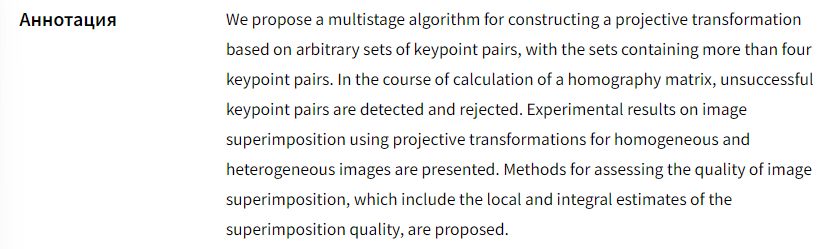 Аннотация
We propose a multistage algorithm for constructing a projective transformation
based on arbitrary sets of keypoint pairs, with the sets containing more than four
keypoint pairs. In the course of calculation of a homography matrix, unsuccessful
keypoint pairs are detected and rejected. Experimental results on image
superimposition using projective transformations for homogeneous and
heterogeneous images are presented. Methods for assessing the quality of image
superimposition, which include the local and integral estimates of the
superimposition quality, are proposed.